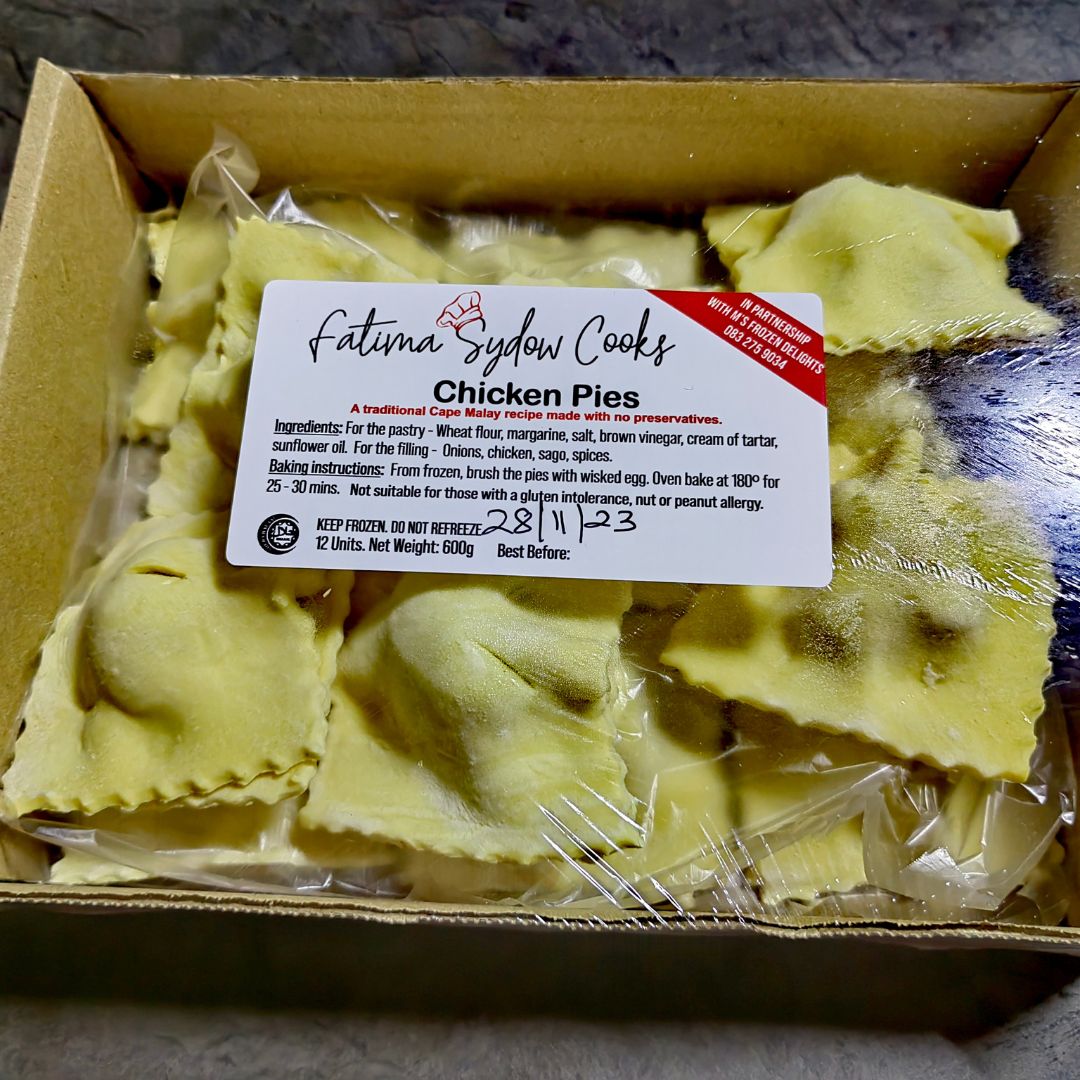 Fatima Sydow Cooks
IN PARTNERSHIP
WITH M'S FROZEN DELIGHTS
083 275 9034
Chicken Pies
A traditional Cape Malay recipe made with no preservatives.
Ingredients: For the pastry - Wheat flour, margarine, salt, brown vinegar, cream of tartar,
sunflower oil. For the filling - Onions, chicken, sago, spices.
Baking instructions: From frozen, brush the pies with wisked egg. Oven bake at 180° for
25 - 30 mins. Not suitable for those with a gluten intolerance, nut or peanut allergy.
KEEP FROZEN. DO NOT REFREEZE 28/11/23
12 Units. Net Weight: 600g Best Before: